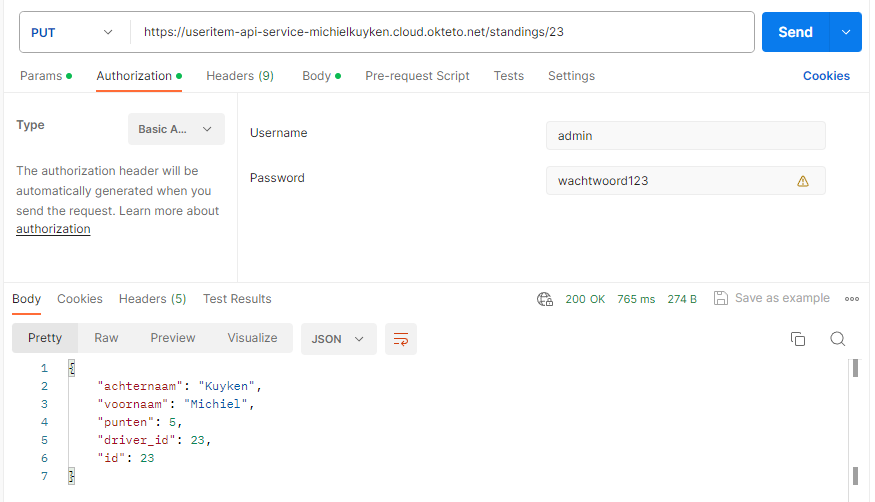 PUT https://useritem-api-service-michielkuyken.cloud.okteto.net/standings/23 Send
Params Authorization Headers (9) Body Pre-request Script Tests Settings Cookies
Type Basic A...
The authorization header will be
automatically generated when you
send the request. Learn more about
authorization
Username admin
Password wachtwoord123
Body Cookies Headers (5) Test Results 200 OK 765 ms 274 B Save as example
Pretty Raw Preview Visualize JSON
1 {
2 "achternaam": "Kuyken",
3 "voornaam": "Michiel",
4 "punten": 5,
5 "driver_id": 23,
6 "id": 23
7 }